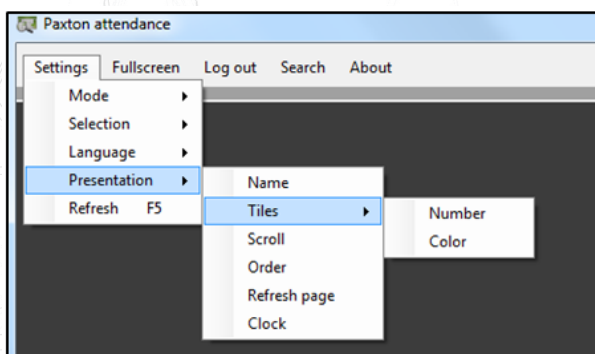 Paxton attendance
Settings Fullscreen Log out Search About
Mode
Selection
Language
Presentation
Refresh F5
Name
Tiles
Scroll
Order
Refresh page
Clock
Number
Color